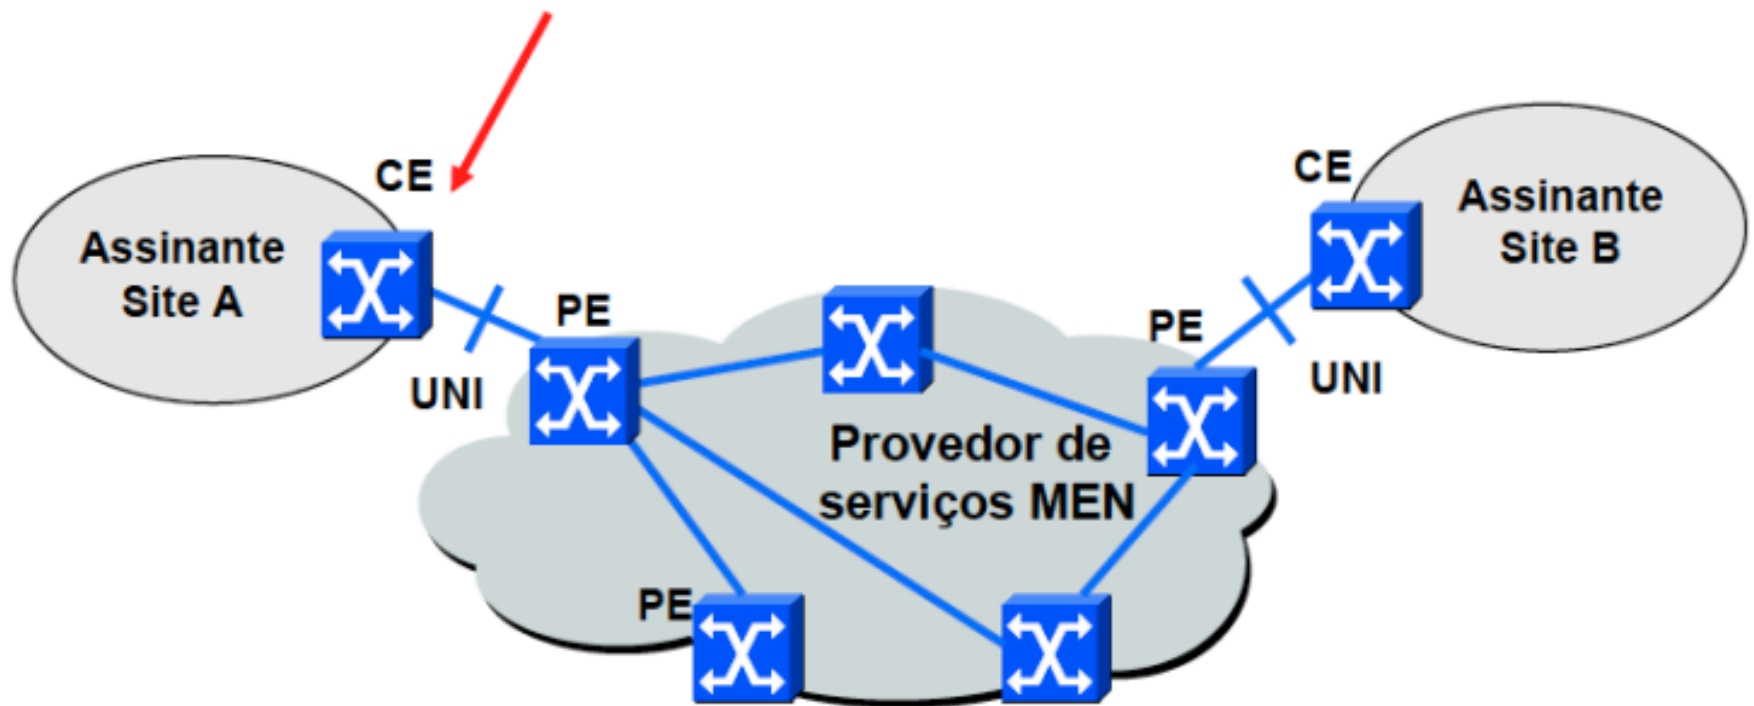 CE
Assinante
Site A
PE
UNI
Provedor de
serviços MEN
PE
PE
UNI
CE
Assinante
Site B